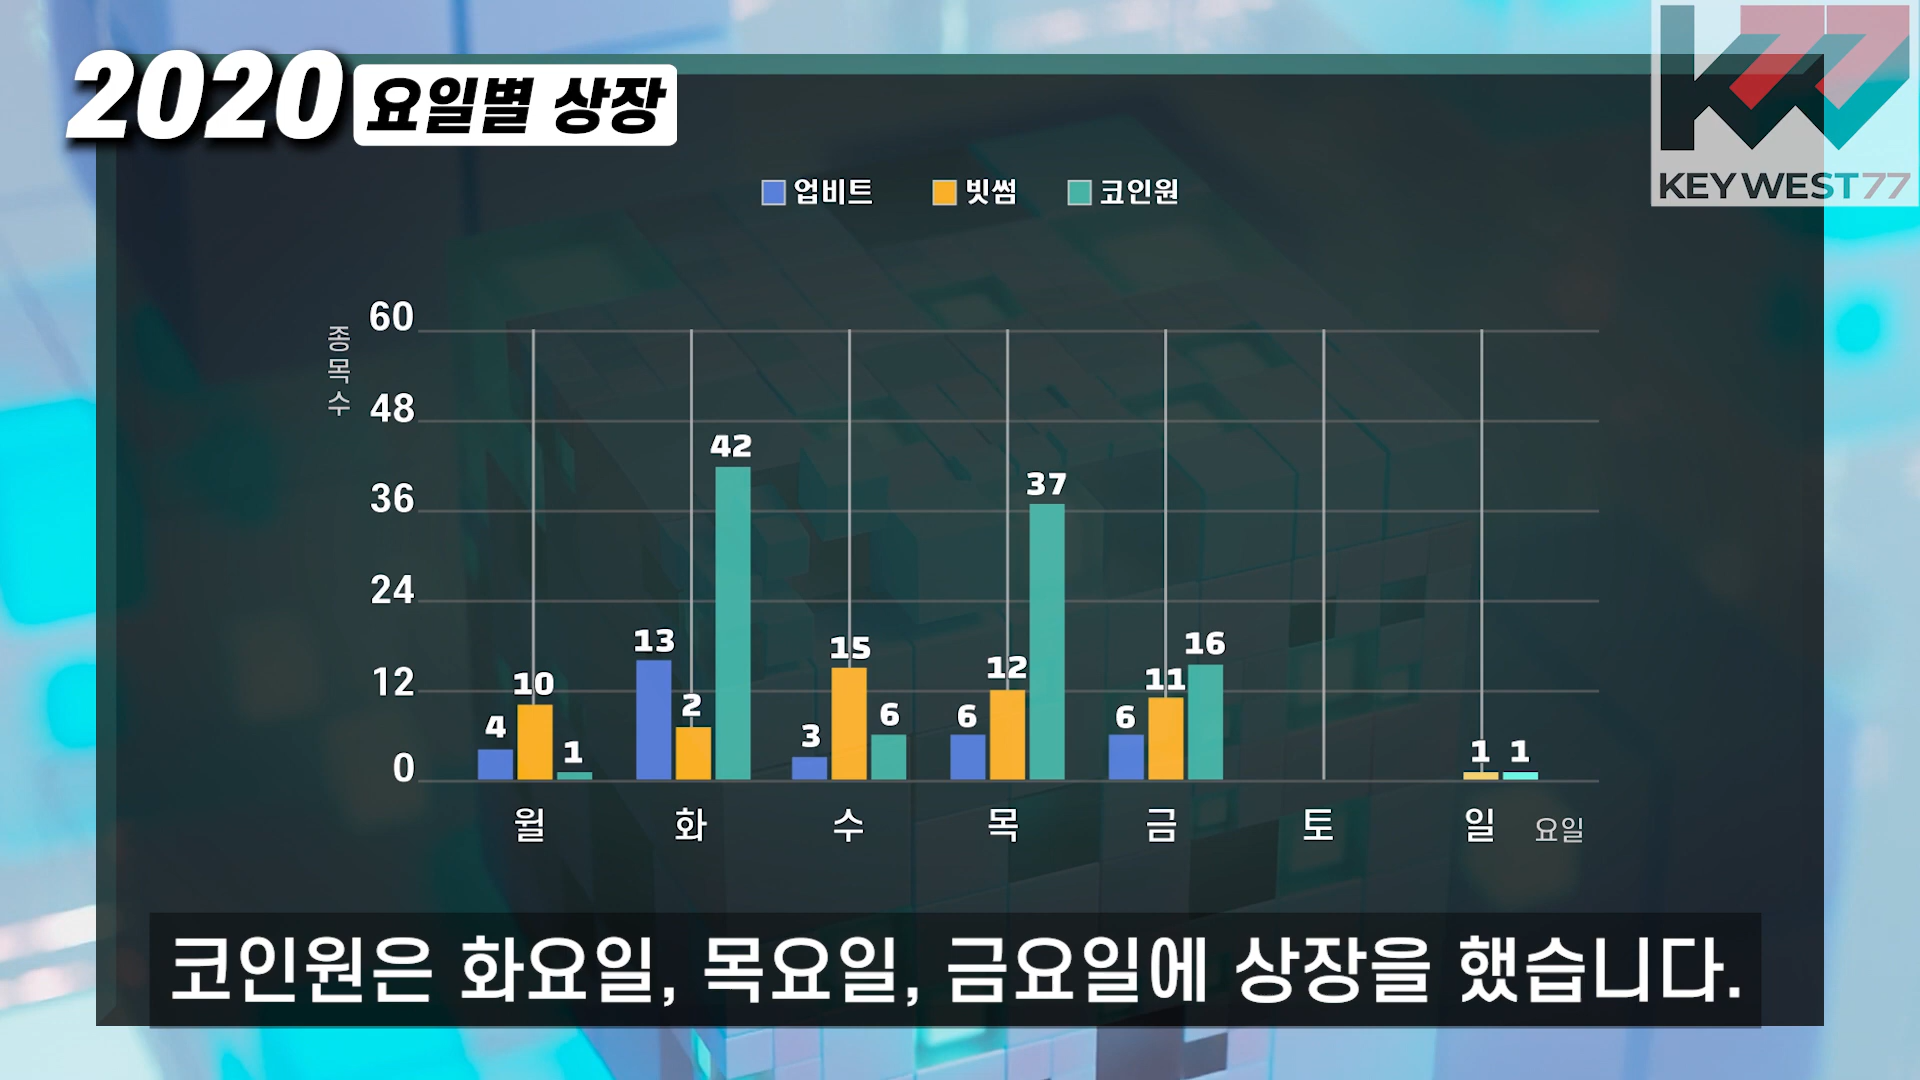 2020 요일별 상장
KEYWEST77
업비트 빗썸 코인원
종목수
60
48
36
24
12
0
4 10 1
13 2 42
3 15 6
6 12 37
6 11 16
1 1
월 화 수 목 금 토 일 요일
코인원은 화요일, 목요일, 금요일에 상장을 했습니다.